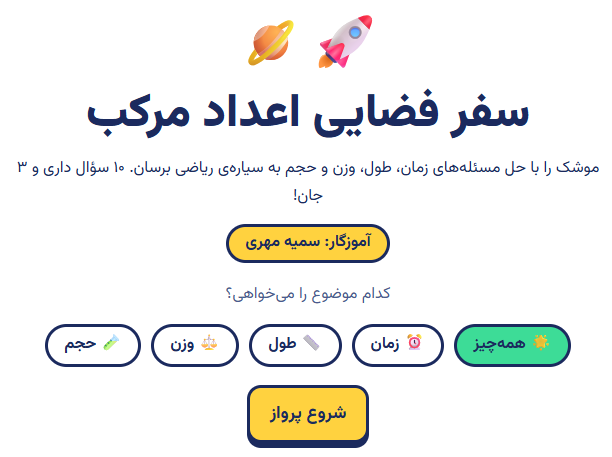 سفر فضایی اعداد مرکب
موشک را با حل مسئله‌های زمان، طول، وزن و حجم به سیاره‌ی ریاضی برسان. ۱۰ سؤال داری و ۳
جان!
آموزگار: سمیه مهری
کدام موضوع را می‌خواهی؟
همه‌چیز زمان طول وزن حجم
شروع پرواز